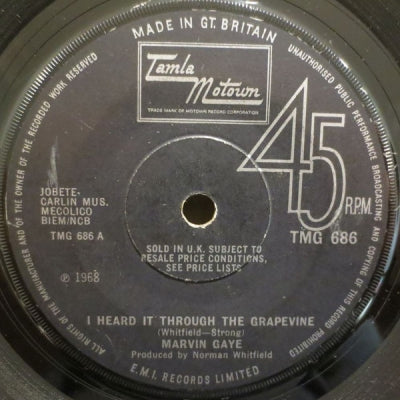 MADE IN GT. BRITAIN
UNAUTHORISED PUBLIC PERFORMANCE BROADCASTING AND COPYING OF THIS RECORD PROHIBITED
ALL RIGHTS OF THE MANUFACTURER AND OF THE OWNER OF THE RECORDED WORK RESERVED
Tamla
Motown
TRADE MARK OF MOTOWN RECORD CORPORATION
45 R.P.M.
JOBETE-
CARLIN MUS.
MECOLICO
BIEM/NCB
TMG 686 A
TMG 686
SOLD IN U.K. SUBJECT TO
RESALE PRICE CONDITIONS,
SEE PRICE LISTS
℗ 1968
I HEARD IT THROUGH THE GRAPEVINE
(Whitfield—Strong)
MARVIN GAYE
Produced by Norman Whitfield
E.M.I. RECORDS LIMITED